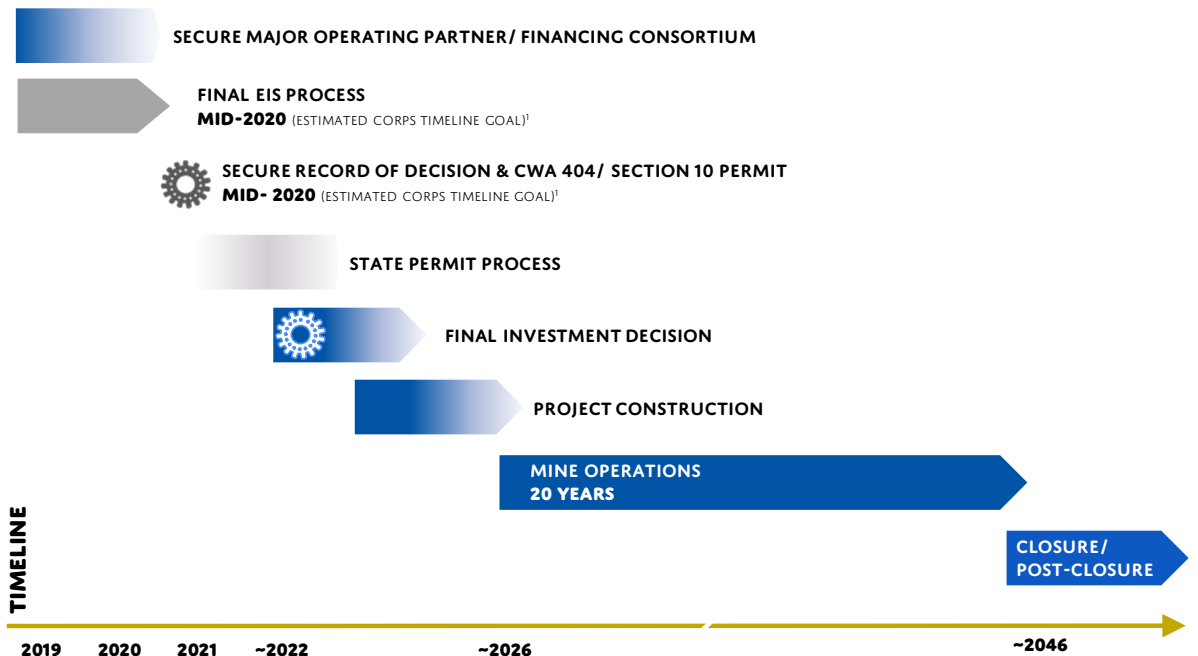 SECURE MAJOR OPERATING PARTNER/ FINANCING CONSORTIUM
FINAL EIS PROCESS
MID-2020 (ESTIMATED CORPS TIMELINE GOAL)¹
SECURE RECORD OF DECISION & CWA 404/ SECTION 10 PERMIT
MID- 2020 (ESTIMATED CORPS TIMELINE GOAL)¹
STATE PERMIT PROCESS
FINAL INVESTMENT DECISION
PROJECT CONSTRUCTION
MINE OPERATIONS
20 YEARS
CLOSURE/
POST-CLOSURE
TIMELINE
2019 2020 2021 ~2022 ~2026 ~2046